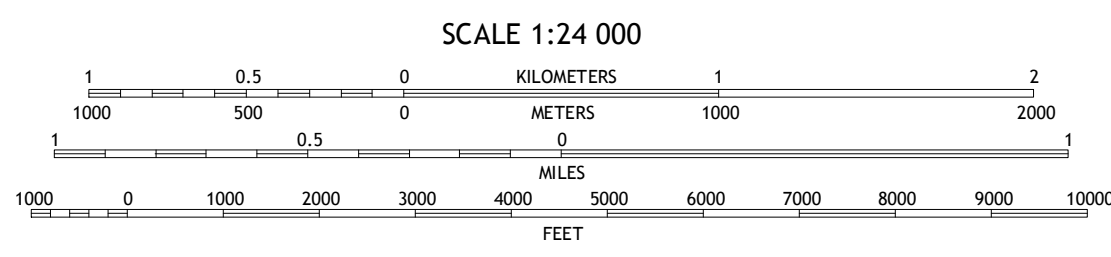 SCALE 1:24 000
1 0.5 0 KILOMETERS 1 2
1000 500 0 METERS 1000 2000
1 0.5 0 1
MILES
1000 0 1000 2000 3000 4000 5000 6000 7000 8000 9000 10000
FEET